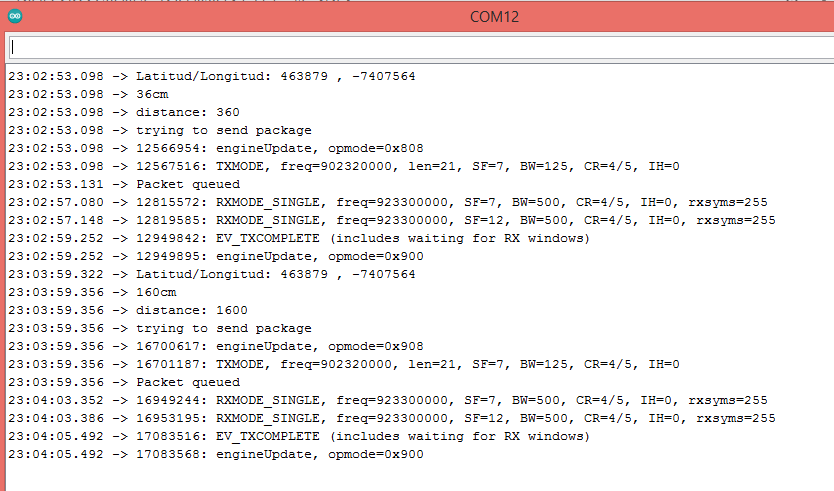 COM12
23:02:53.098 -> Latitud/Longitud: 463879 , -7407564
23:02:53.098 -> 36cm
23:02:53.098 -> distance: 360
23:02:53.098 -> trying to send package
23:02:53.098 -> 12566954: engineUpdate, opmode=0x808
23:02:53.098 -> 12567516: TXMODE, freq=902320000, len=21, SF=7, BW=125, CR=4/5, IH=0
23:02:53.131 -> Packet queued
23:02:57.080 -> 12815572: RXMODE_SINGLE, freq=923300000, SF=7, BW=500, CR=4/5, IH=0, rxsyms=255
23:02:57.148 -> 12819585: RXMODE_SINGLE, freq=923300000, SF=12, BW=500, CR=4/5, IH=0, rxsyms=255
23:02:59.252 -> 12949842: EV_TXCOMPLETE (includes waiting for RX windows)
23:02:59.252 -> 12949895: engineUpdate, opmode=0x900
23:03:59.322 -> Latitud/Longitud: 463879 , -7407564
23:03:59.356 -> 160cm
23:03:59.356 -> distance: 1600
23:03:59.356 -> trying to send package
23:03:59.356 -> 16700617: engineUpdate, opmode=0x908
23:03:59.356 -> 16701187: TXMODE, freq=902320000, len=21, SF=7, BW=125, CR=4/5, IH=0
23:03:59.356 -> Packet queued
23:04:03.352 -> 16949244: RXMODE_SINGLE, freq=923300000, SF=7, BW=500, CR=4/5, IH=0, rxsyms=255
23:04:03.386 -> 16953195: RXMODE_SINGLE, freq=923300000, SF=12, BW=500, CR=4/5, IH=0, rxsyms=255
23:04:05.492 -> 17083516: EV_TXCOMPLETE (includes waiting for RX windows)
23:04:05.492 -> 17083568: engineUpdate, opmode=0x900